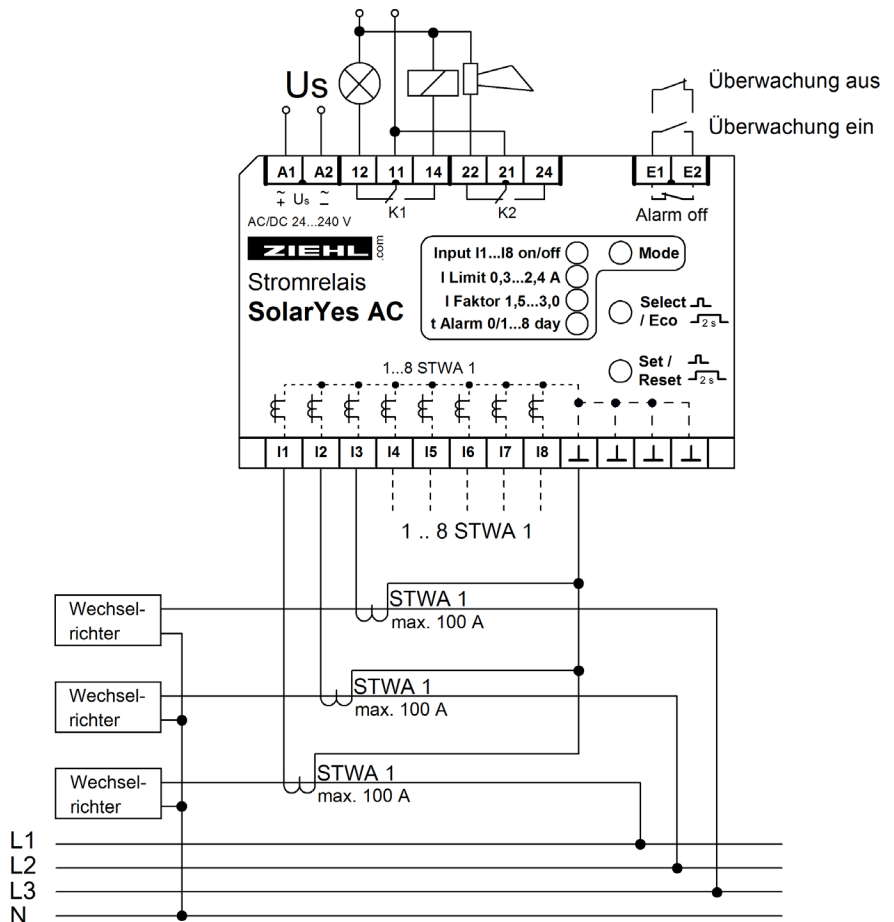 Us
Überwachung aus
Überwachung ein
A1 A2 12 11 14 22 21 24 E1 E2
~ Us ~
+ −
K1 K2 Alarm off
AC/DC 24...240 V
ZIEHL.com
Input I1...I8 on/off Mode
Stromrelais
I Limit 0,3...2,4 A
SolarYes AC
I Faktor 1,5...3,0
Select
/ Eco 2 s
t Alarm 0/1...8 day
Set /
Reset 2 s
1...8 STWA 1
I1 I2 I3 I4 I5 I6 I7 I8
1 .. 8 STWA 1
STWA 1
max. 100 A
Wechsel-
richter
STWA 1
max. 100 A
Wechsel-
richter
STWA 1
max. 100 A
Wechsel-
richter
L1
L2
L3
N